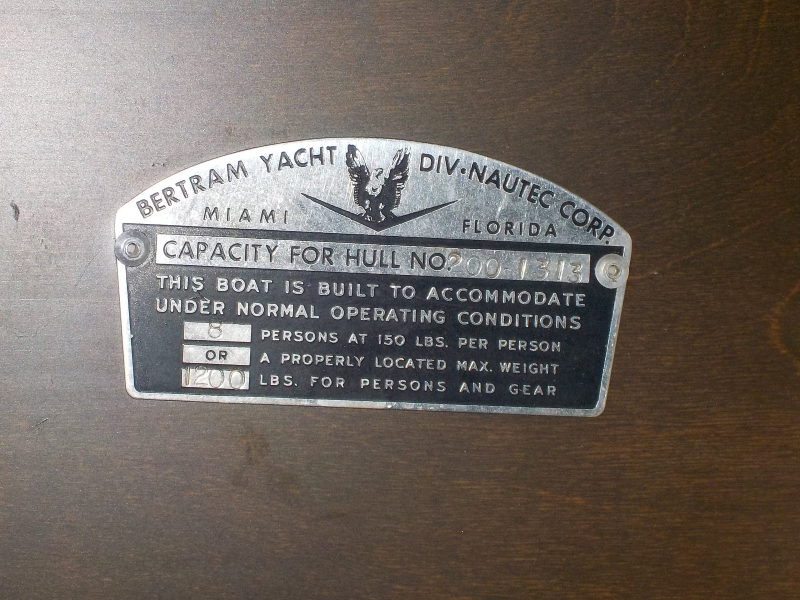 BERTRAM YACHT DIV. NAUTEC CORP.
MIAMI FLORIDA
CAPACITY FOR HULL NO. 200-1313
THIS BOAT IS BUILT TO ACCOMMODATE
UNDER NORMAL OPERATING CONDITIONS
8 PERSONS AT 150 LBS. PER PERSON
OR A PROPERLY LOCATED MAX. WEIGHT
1200 LBS. FOR PERSONS AND GEAR